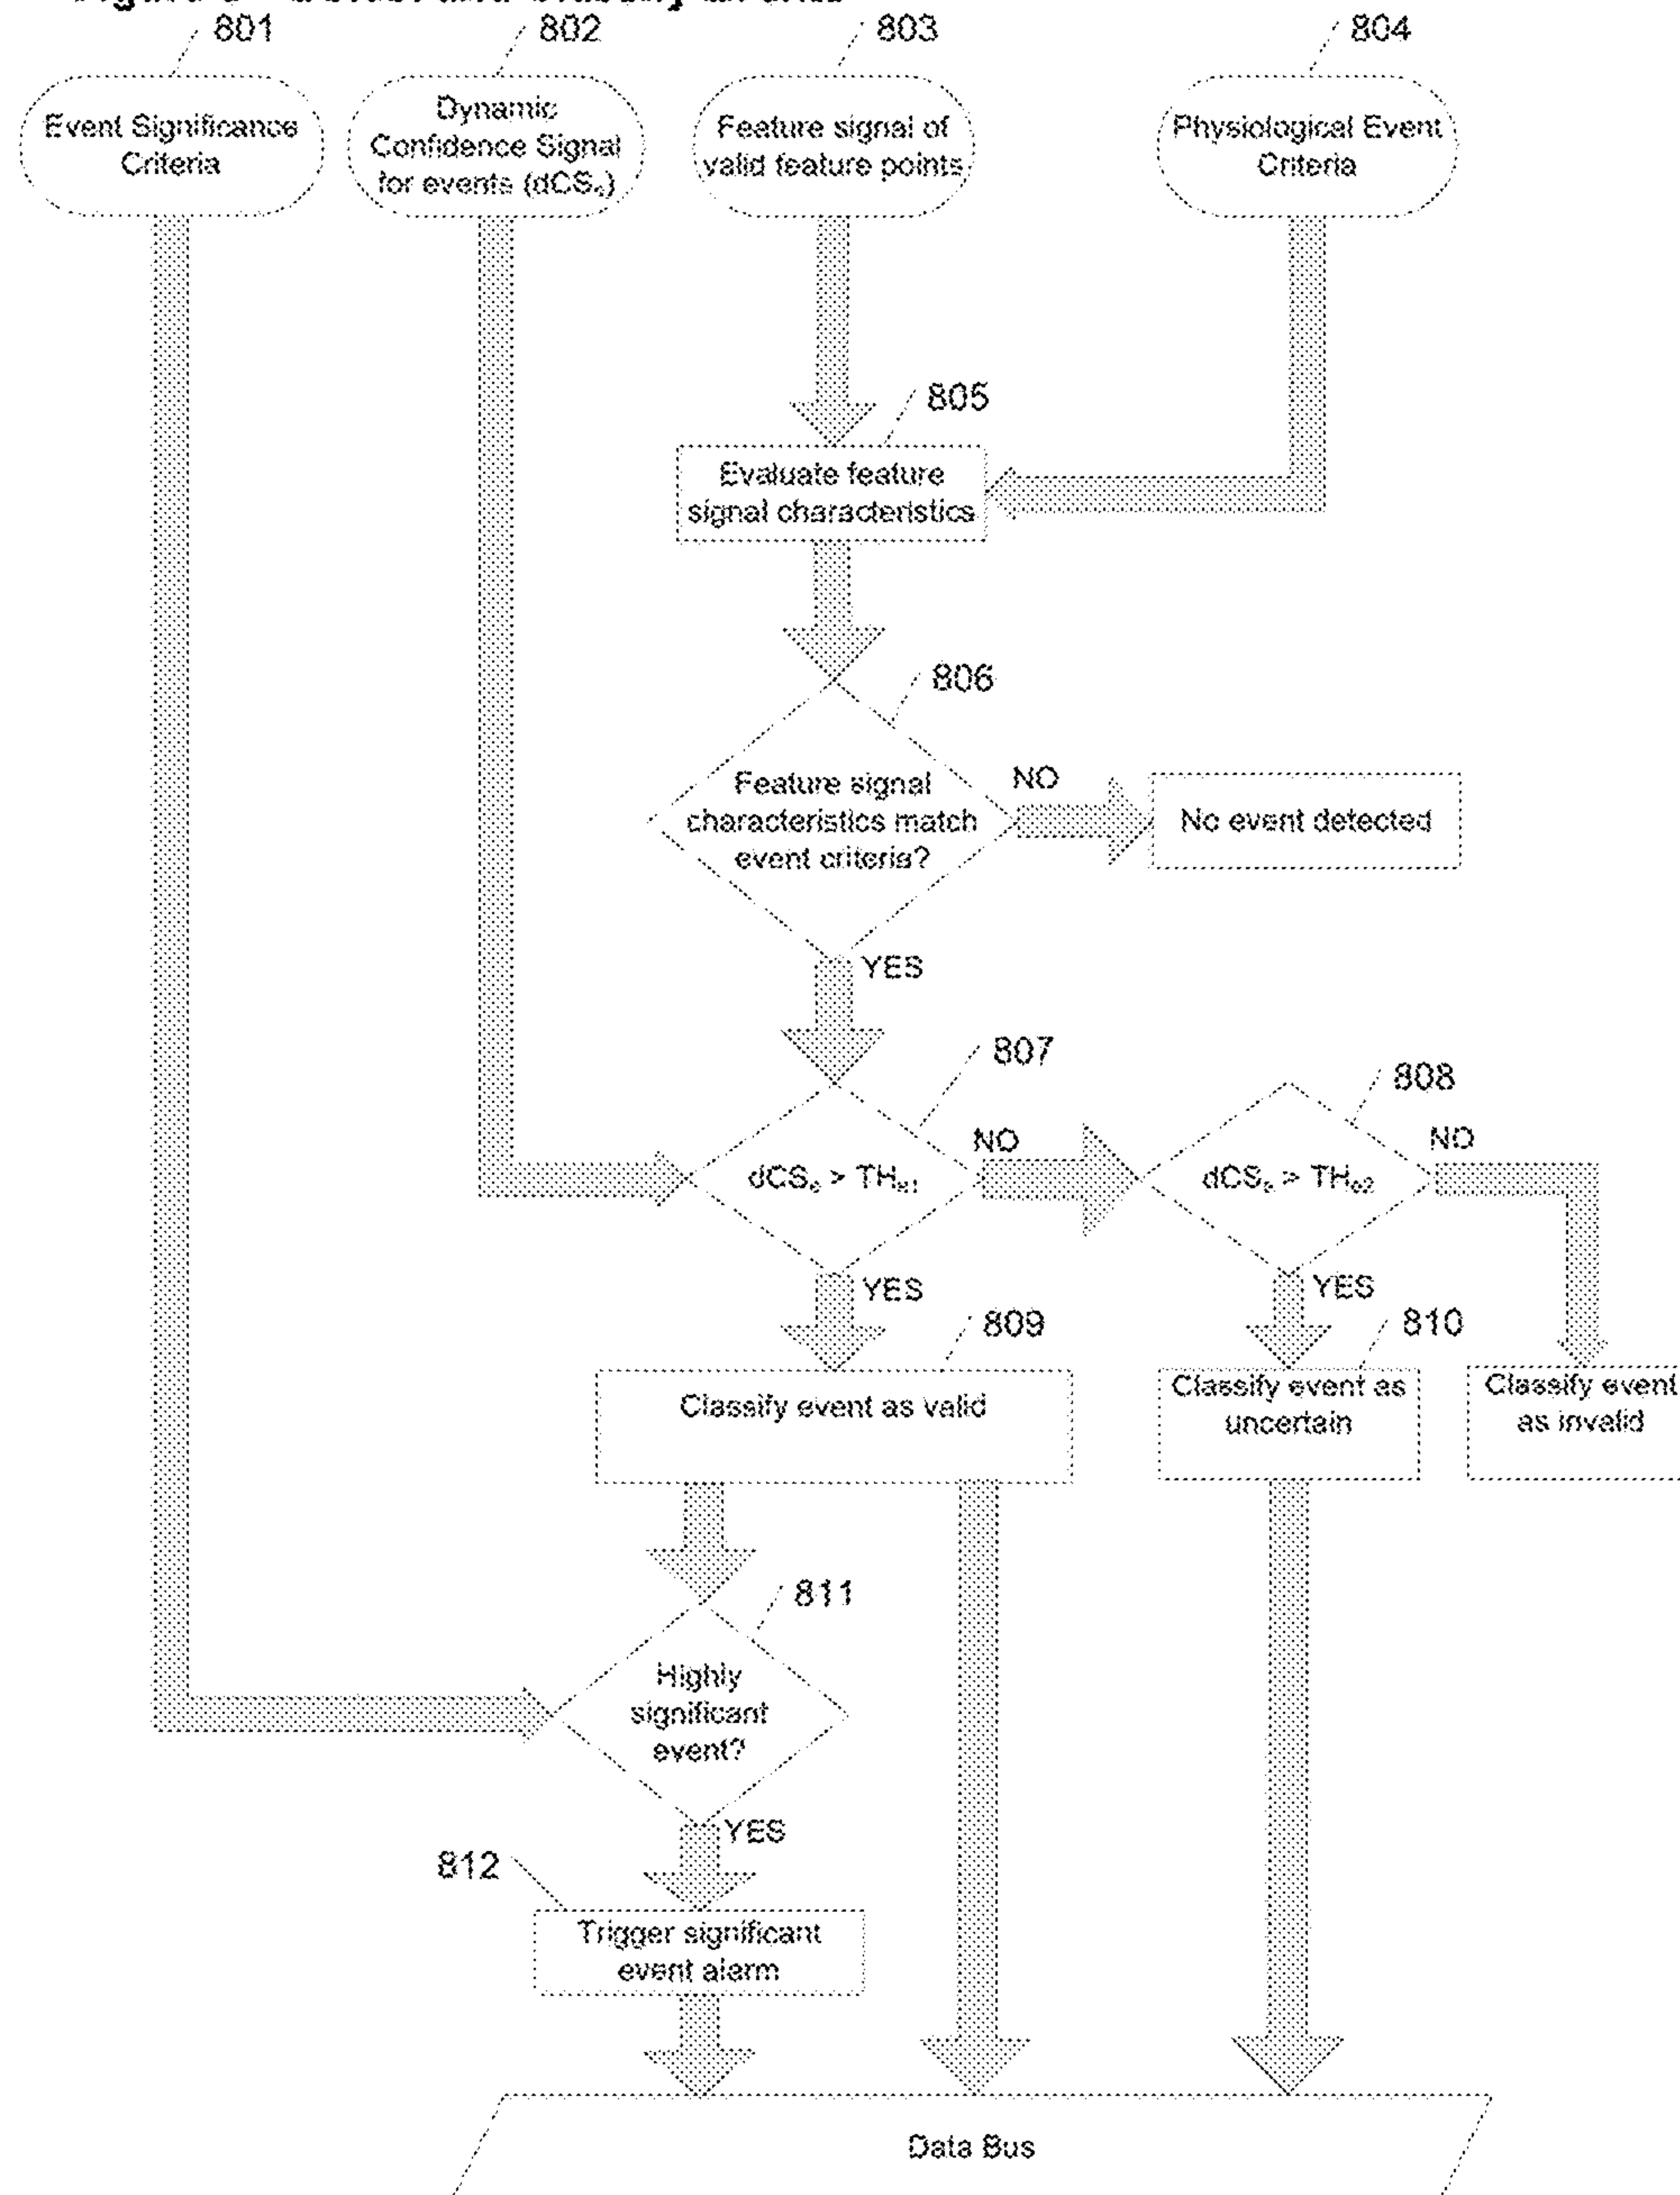 801
802
803
804
Event Significance
Criteria
Dynamic
Confidence Signal
for events (dCSₑ)
Feature signal of
valid feature points
Physiological Event
Criteria
805
Evaluate feature
signal characteristics
806
Feature signal
characteristics match
event criteria?
NO
No event detected
YES
807
808
dCSₑ > THₑ₁
NO
dCSₑ > THₑ₂
NO
YES
YES
809
810
Classify event as valid
Classify event as
uncertain
Classify event
as invalid
811
Highly
significant
event?
YES
812
Trigger significant
event alarm
Data Bus